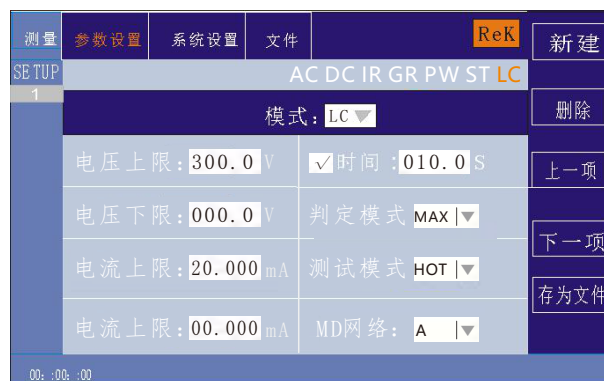 测量 参数设置 系统设置 文件 ReK 新建
SETUP AC DC IR GR PW ST LC
1
模式：LC
删除
电压上限：300.0 V √时间：010.0 S
上一项
电压下限：000.0 V 判定模式 MAX
下一项
电流上限：20.000 mA 测试模式 HOT
存为文件
电流上限：00.000 mA MD网络： A
00: :00: :00